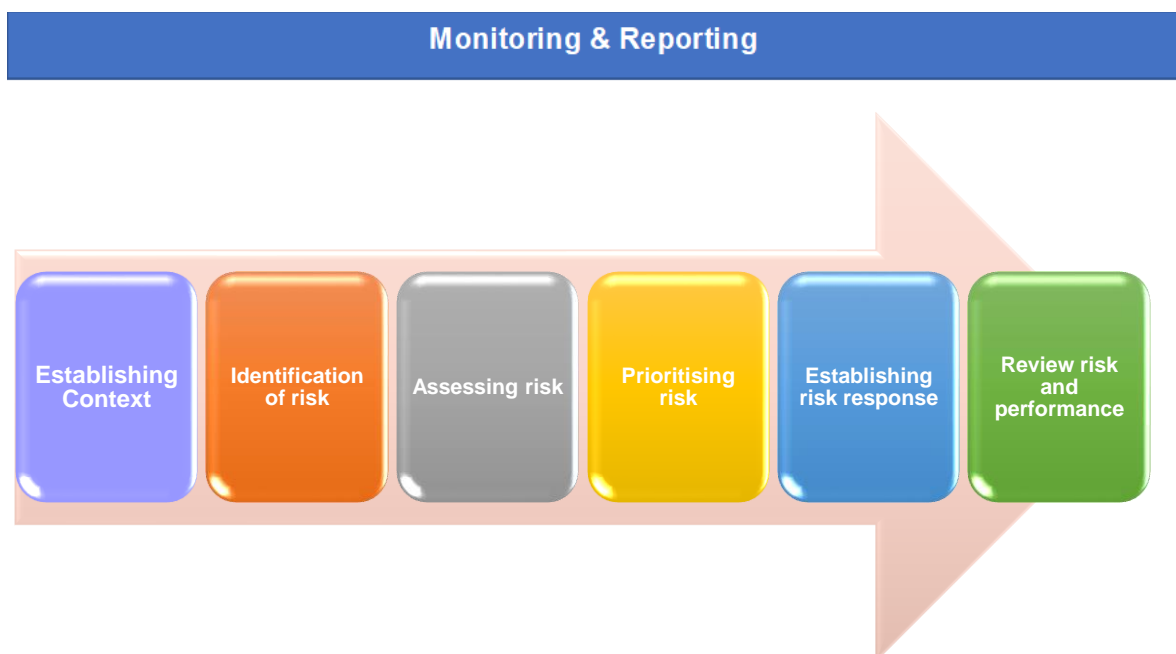 Monitoring & Reporting
Establishing
Context
Identification
of risk
Assessing risk
Prioritising
risk
Establishing
risk response
Review risk
and
performance